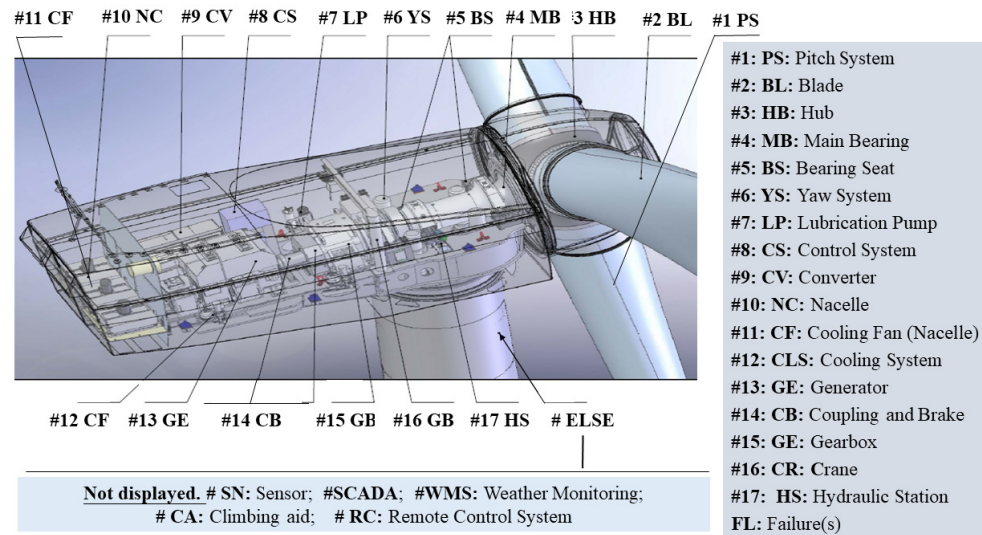 #11 CF #10 NC #9 CV #8 CS #7 LP #6 YS #5 BS #4 MB #3 HB #2 BL #1 PS
#1: PS: Pitch System
#2: BL: Blade
#3: HB: Hub
#4: MB: Main Bearing
#5: BS: Bearing Seat
#6: YS: Yaw System
#7: LP: Lubrication Pump
#8: CS: Control System
#9: CV: Converter
#10: NC: Nacelle
#11: CF: Cooling Fan (Nacelle)
#12: CLS: Cooling System
#13: GE: Generator
#14: CB: Coupling and Brake
#15: GE: Gearbox
#16: CR: Crane
#17: HS: Hydraulic Station
FL: Failure(s)
#12 CF #13 GE #14 CB #15 GB #16 GB #17 HS # ELSE
Not displayed. # SN: Sensor; #SCADA; #WMS: Weather Monitoring;
# CA: Climbing aid; # RC: Remote Control System